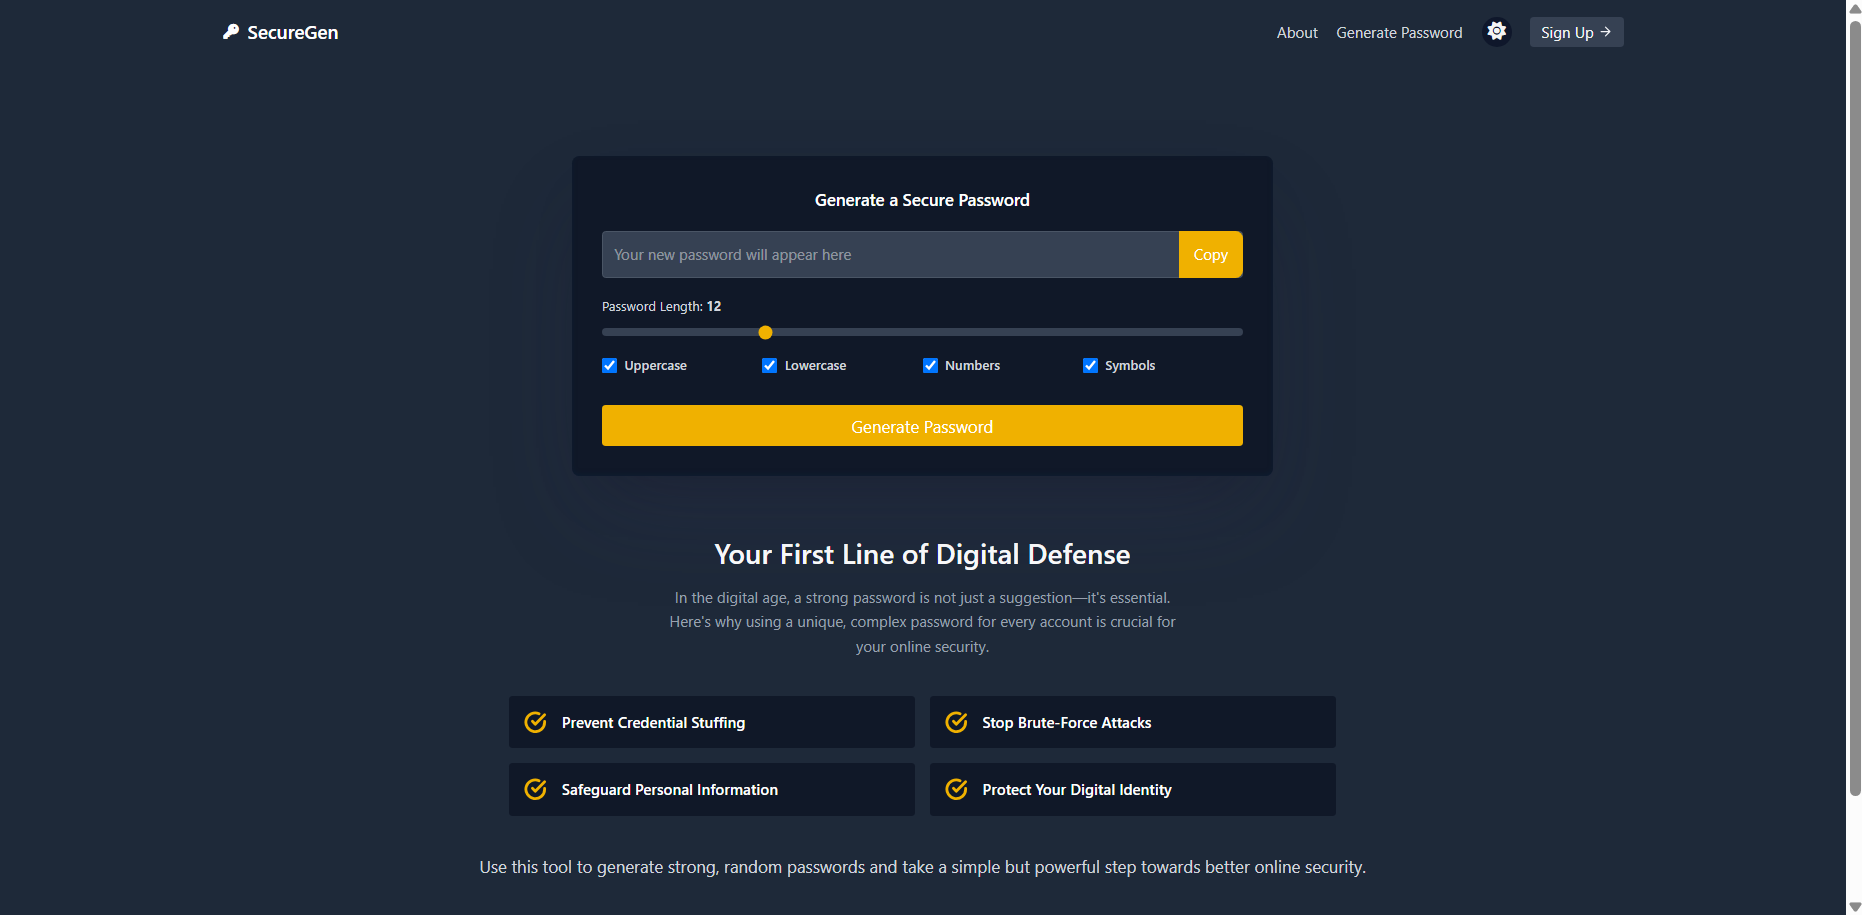 SecureGen
About
Generate Password
Sign Up →
Generate a Secure Password
Your new password will appear here
Copy
Password Length: 12
Uppercase
Lowercase
Numbers
Symbols
Generate Password
Your First Line of Digital Defense
In the digital age, a strong password is not just a suggestion—it's essential.
Here's why using a unique, complex password for every account is crucial for
your online security.
Prevent Credential Stuffing
Stop Brute-Force Attacks
Safeguard Personal Information
Protect Your Digital Identity
Use this tool to generate strong, random passwords and take a simple but powerful step towards better online security.